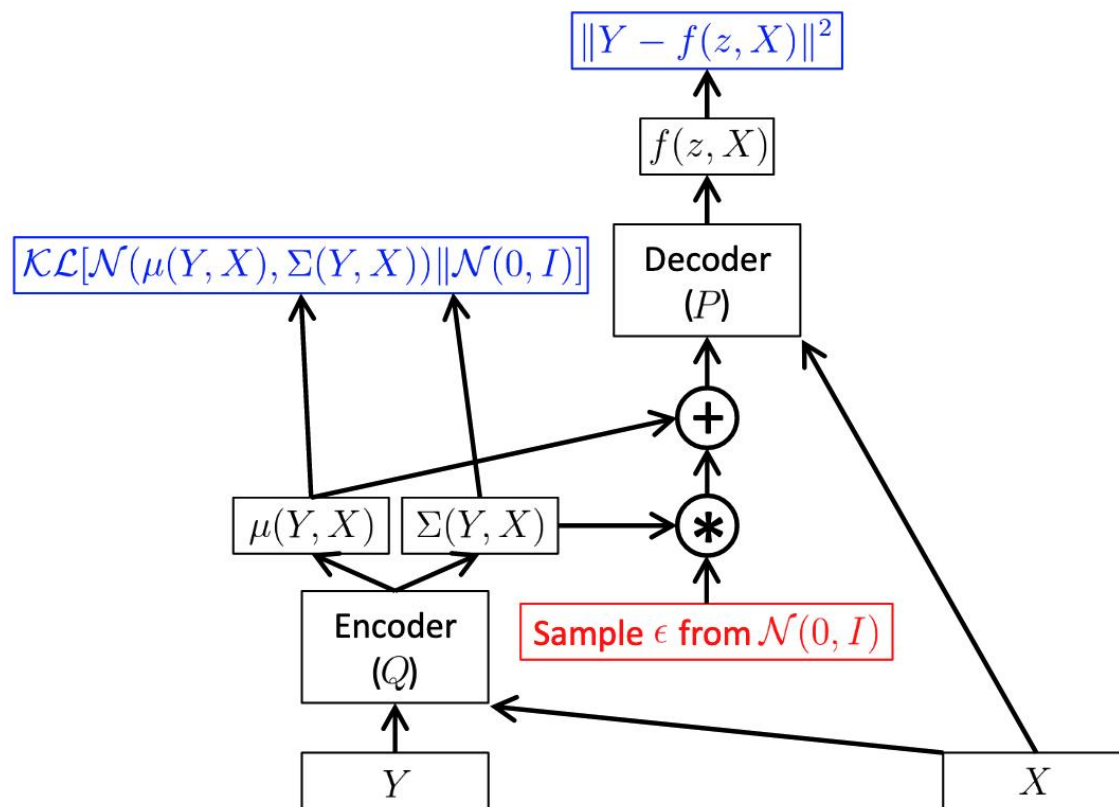 ‖Y − f(z, X)‖²
f(z, X)
𝒦ℒ[𝒩(μ(Y, X), Σ(Y, X))‖𝒩(0, I)]
Decoder
(P)
+
μ(Y, X)
Σ(Y, X)
*
Encoder
(Q)
Sample ϵ from 𝒩(0, I)
Y
X